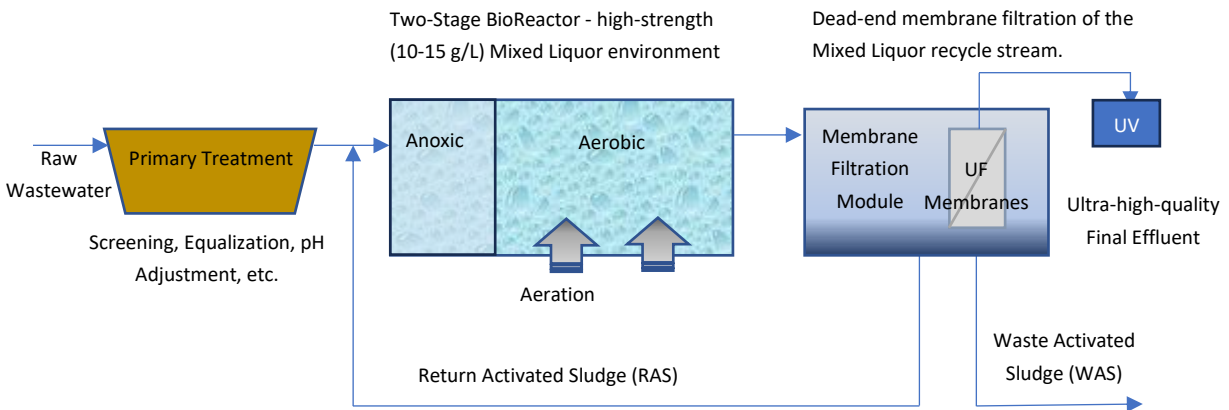 Two-Stage BioReactor - high-strength
(10-15 g/L) Mixed Liquor environment
Dead-end membrane filtration of the
Mixed Liquor recycle stream.
Raw
Wastewater
Primary Treatment
Screening, Equalization, pH
Adjustment, etc.
Anoxic
Aerobic
Aeration
Membrane
Filtration
Module
UF
Membranes
UV
Ultra-high-quality
Final Effluent
Return Activated Sludge (RAS)
Waste Activated
Sludge (WAS)